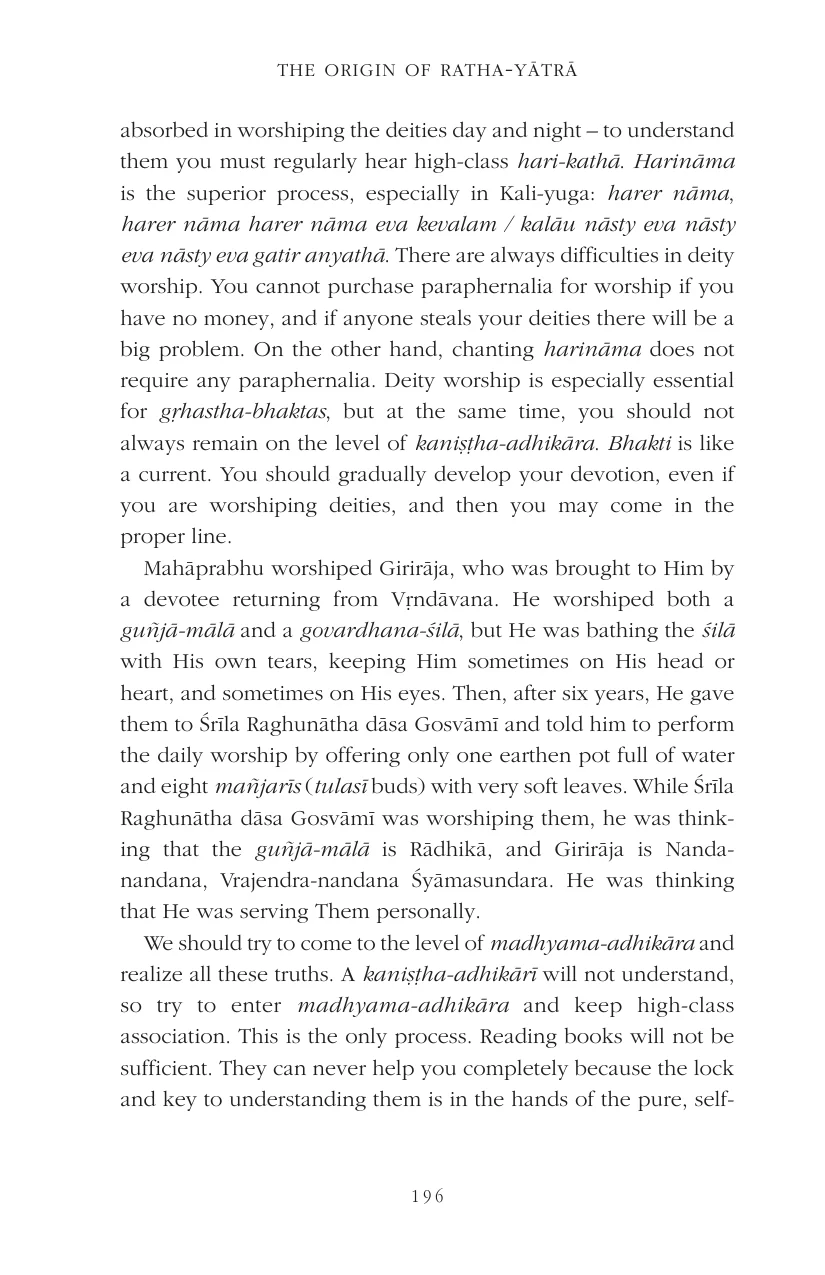 THE ORIGIN OF RATHA-YĀTRĀ
absorbed in worshiping the deities day and night – to understand
them you must regularly hear high-class hari-kathā. Harināma
is the superior process, especially in Kali-yuga: harer nāma,
harer nāma harer nāma eva kevalam / kalāu nāsty eva nāsty
eva nāsty eva gatir anyathā. There are always difficulties in deity
worship. You cannot purchase paraphernalia for worship if you
have no money, and if anyone steals your deities there will be a
big problem. On the other hand, chanting harināma does not
require any paraphernalia. Deity worship is especially essential
for gṛhastha-bhaktas, but at the same time, you should not
always remain on the level of kaniṣṭha-adhikāra. Bhakti is like
a current. You should gradually develop your devotion, even if
you are worshiping deities, and then you may come in the
proper line.
Mahāprabhu worshiped Girirāja, who was brought to Him by
a devotee returning from Vṛndāvana. He worshiped both a
guñjā-mālā and a govardhana-śilā, but He was bathing the śilā
with His own tears, keeping Him sometimes on His head or
heart, and sometimes on His eyes. Then, after six years, He gave
them to Śrīla Raghunātha dāsa Gosvāmī and told him to perform
the daily worship by offering only one earthen pot full of water
and eight mañjarīs (tulasī buds) with very soft leaves. While Śrīla
Raghunātha dāsa Gosvāmī was worshiping them, he was think-
ing that the guñjā-mālā is Rādhikā, and Girirāja is Nanda-
nandana, Vrajendra-nandana Śyāmasundara. He was thinking
that He was serving Them personally.
We should try to come to the level of madhyama-adhikāra and
realize all these truths. A kaniṣṭha-adhikārī will not understand,
so try to enter madhyama-adhikāra and keep high-class
association. This is the only process. Reading books will not be
sufficient. They can never help you completely because the lock
and key to understanding them is in the hands of the pure, self-
196